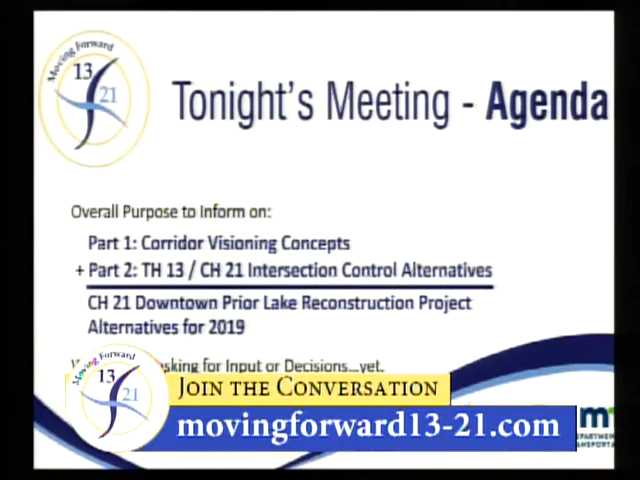 Moving Forward
13
21
Tonight's Meeting - Agenda
Overall Purpose to Inform on:
Part 1: Corridor Visioning Concepts
+ Part 2: TH 13 / CH 21 Intersection Control Alternatives
CH 21 Downtown Prior Lake Reconstruction Project
Alternatives for 2019
for Input or Decisions...yet.
Moving Forward
13
21
JOIN THE CONVERSATION
movingforward13-21.com